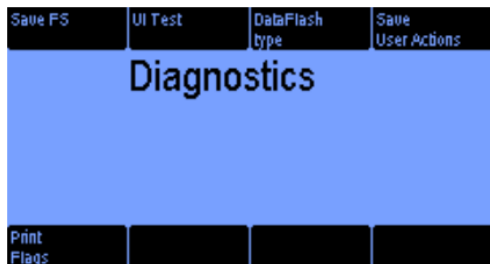 Save FS
UI Test
DataFlash
type
Save
User Actions
Diagnostics
Print
Flags